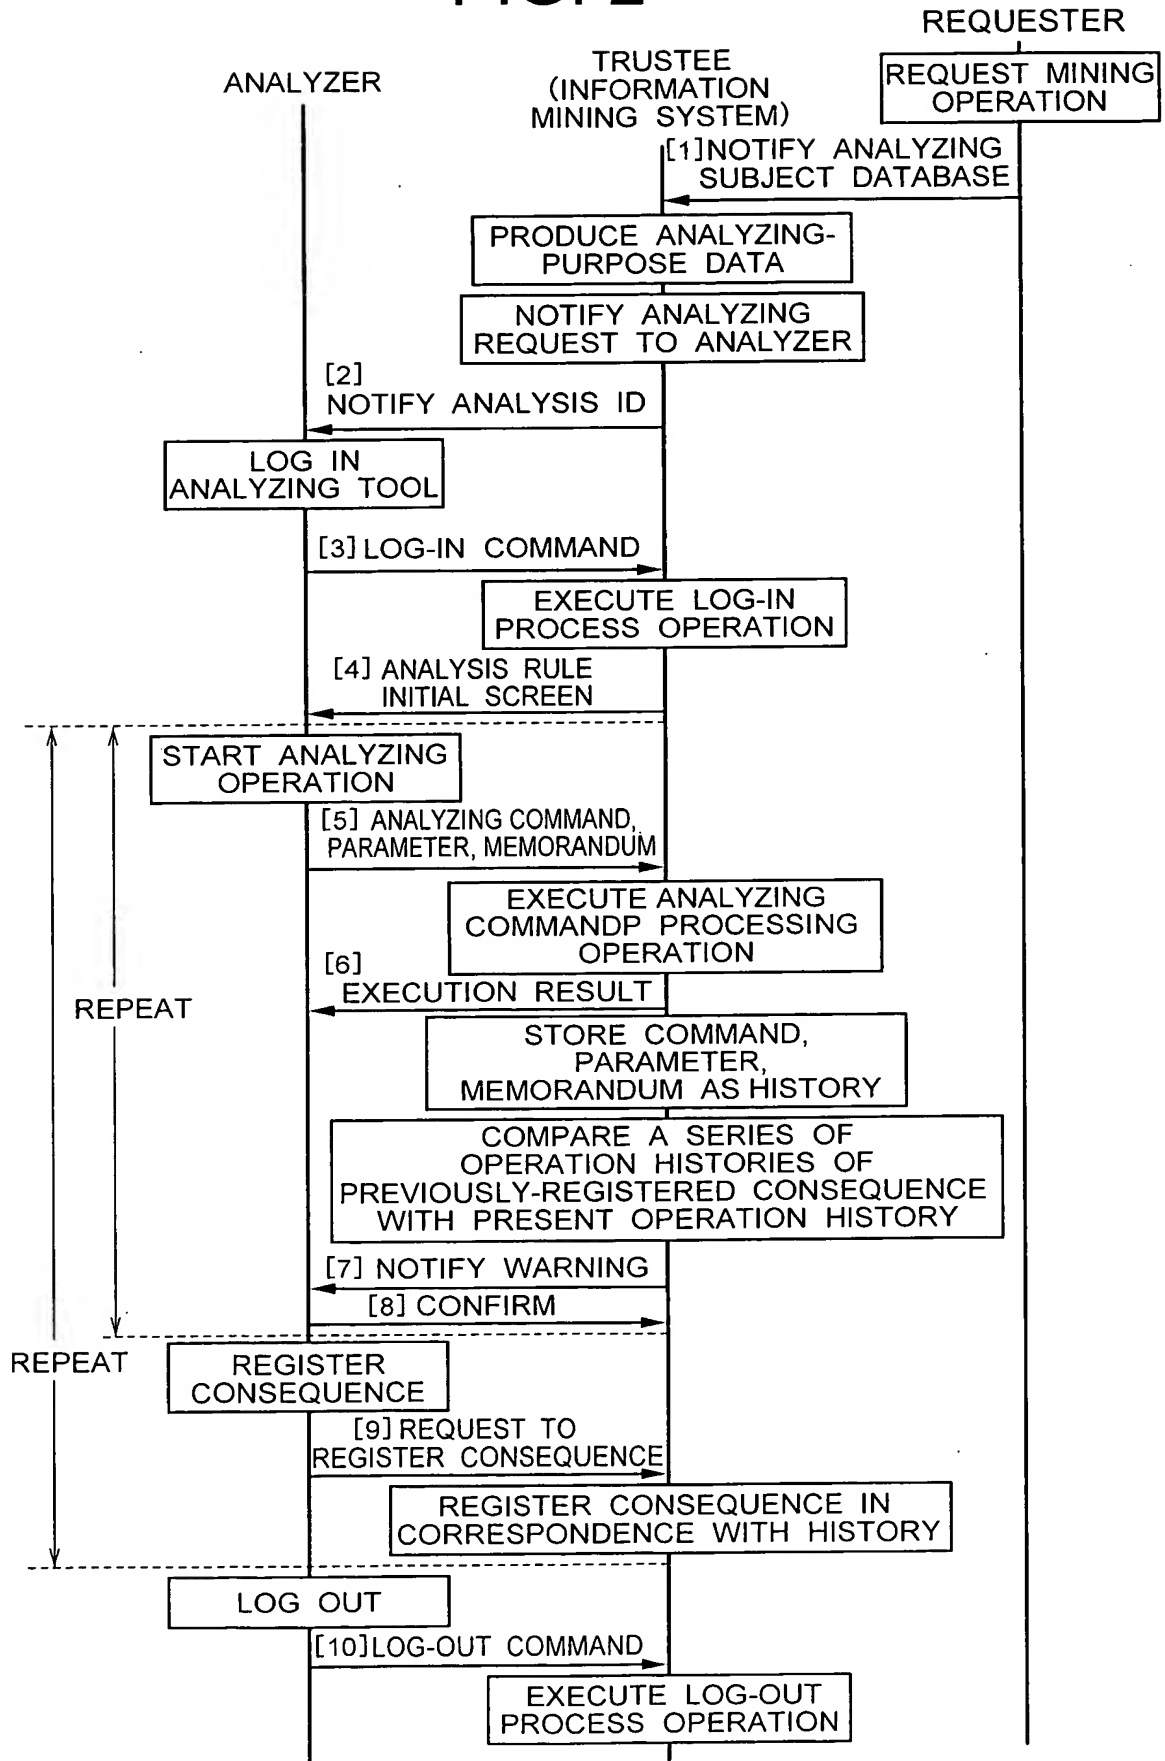 REQUESTER
ANALYZER
TRUSTEE
(INFORMATION
MINING SYSTEM)
REQUEST MINING
OPERATION
[1]NOTIFY ANALYZING
SUBJECT DATABASE
PRODUCE ANALYZING-
PURPOSE DATA
NOTIFY ANALYZING
REQUEST TO ANALYZER
[2]
NOTIFY ANALYSIS ID
LOG IN
ANALYZING TOOL
[3] LOG-IN COMMAND
EXECUTE LOG-IN
PROCESS OPERATION
[4] ANALYSIS RULE
INITIAL SCREEN
START ANALYZING
OPERATION
[5] ANALYZING COMMAND,
PARAMETER, MEMORANDUM
EXECUTE ANALYZING
COMMANDP PROCESSING
OPERATION
[6]
EXECUTION RESULT
REPEAT
STORE COMMAND,
PARAMETER,
MEMORANDUM AS HISTORY
COMPARE A SERIES OF
OPERATION HISTORIES OF
PREVIOUSLY-REGISTERED CONSEQUENCE
WITH PRESENT OPERATION HISTORY
[7] NOTIFY WARNING
[8] CONFIRM
REPEAT
REGISTER
CONSEQUENCE
[9] REQUEST TO
REGISTER CONSEQUENCE
REGISTER CONSEQUENCE IN
CORRESPONDENCE WITH HISTORY
LOG OUT
[10]LOG-OUT COMMAND
EXECUTE LOG-OUT
PROCESS OPERATION